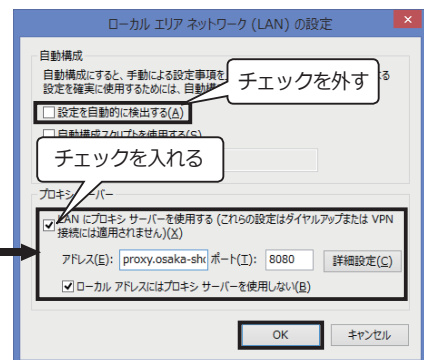 ローカル エリア ネットワーク (LAN) の設定
自動構成
自動構成にすると、手動による設定事項を
設定を確実に使用するためには、自動構
チェックを外す
設定を自動的に検出する(A)
自動構成スクリプトを使用する(S)
チェックを入れる
プロキシ サーバー
LAN にプロキシ サーバーを使用する (これらの設定はダイヤルアップまたは VPN
接続には適用されません)(X)
アドレス(E): proxy.osaka-sh ポート(T): 8080 詳細設定(C)
ローカル アドレスにはプロキシ サーバーを使用しない(B)
OK キャンセル